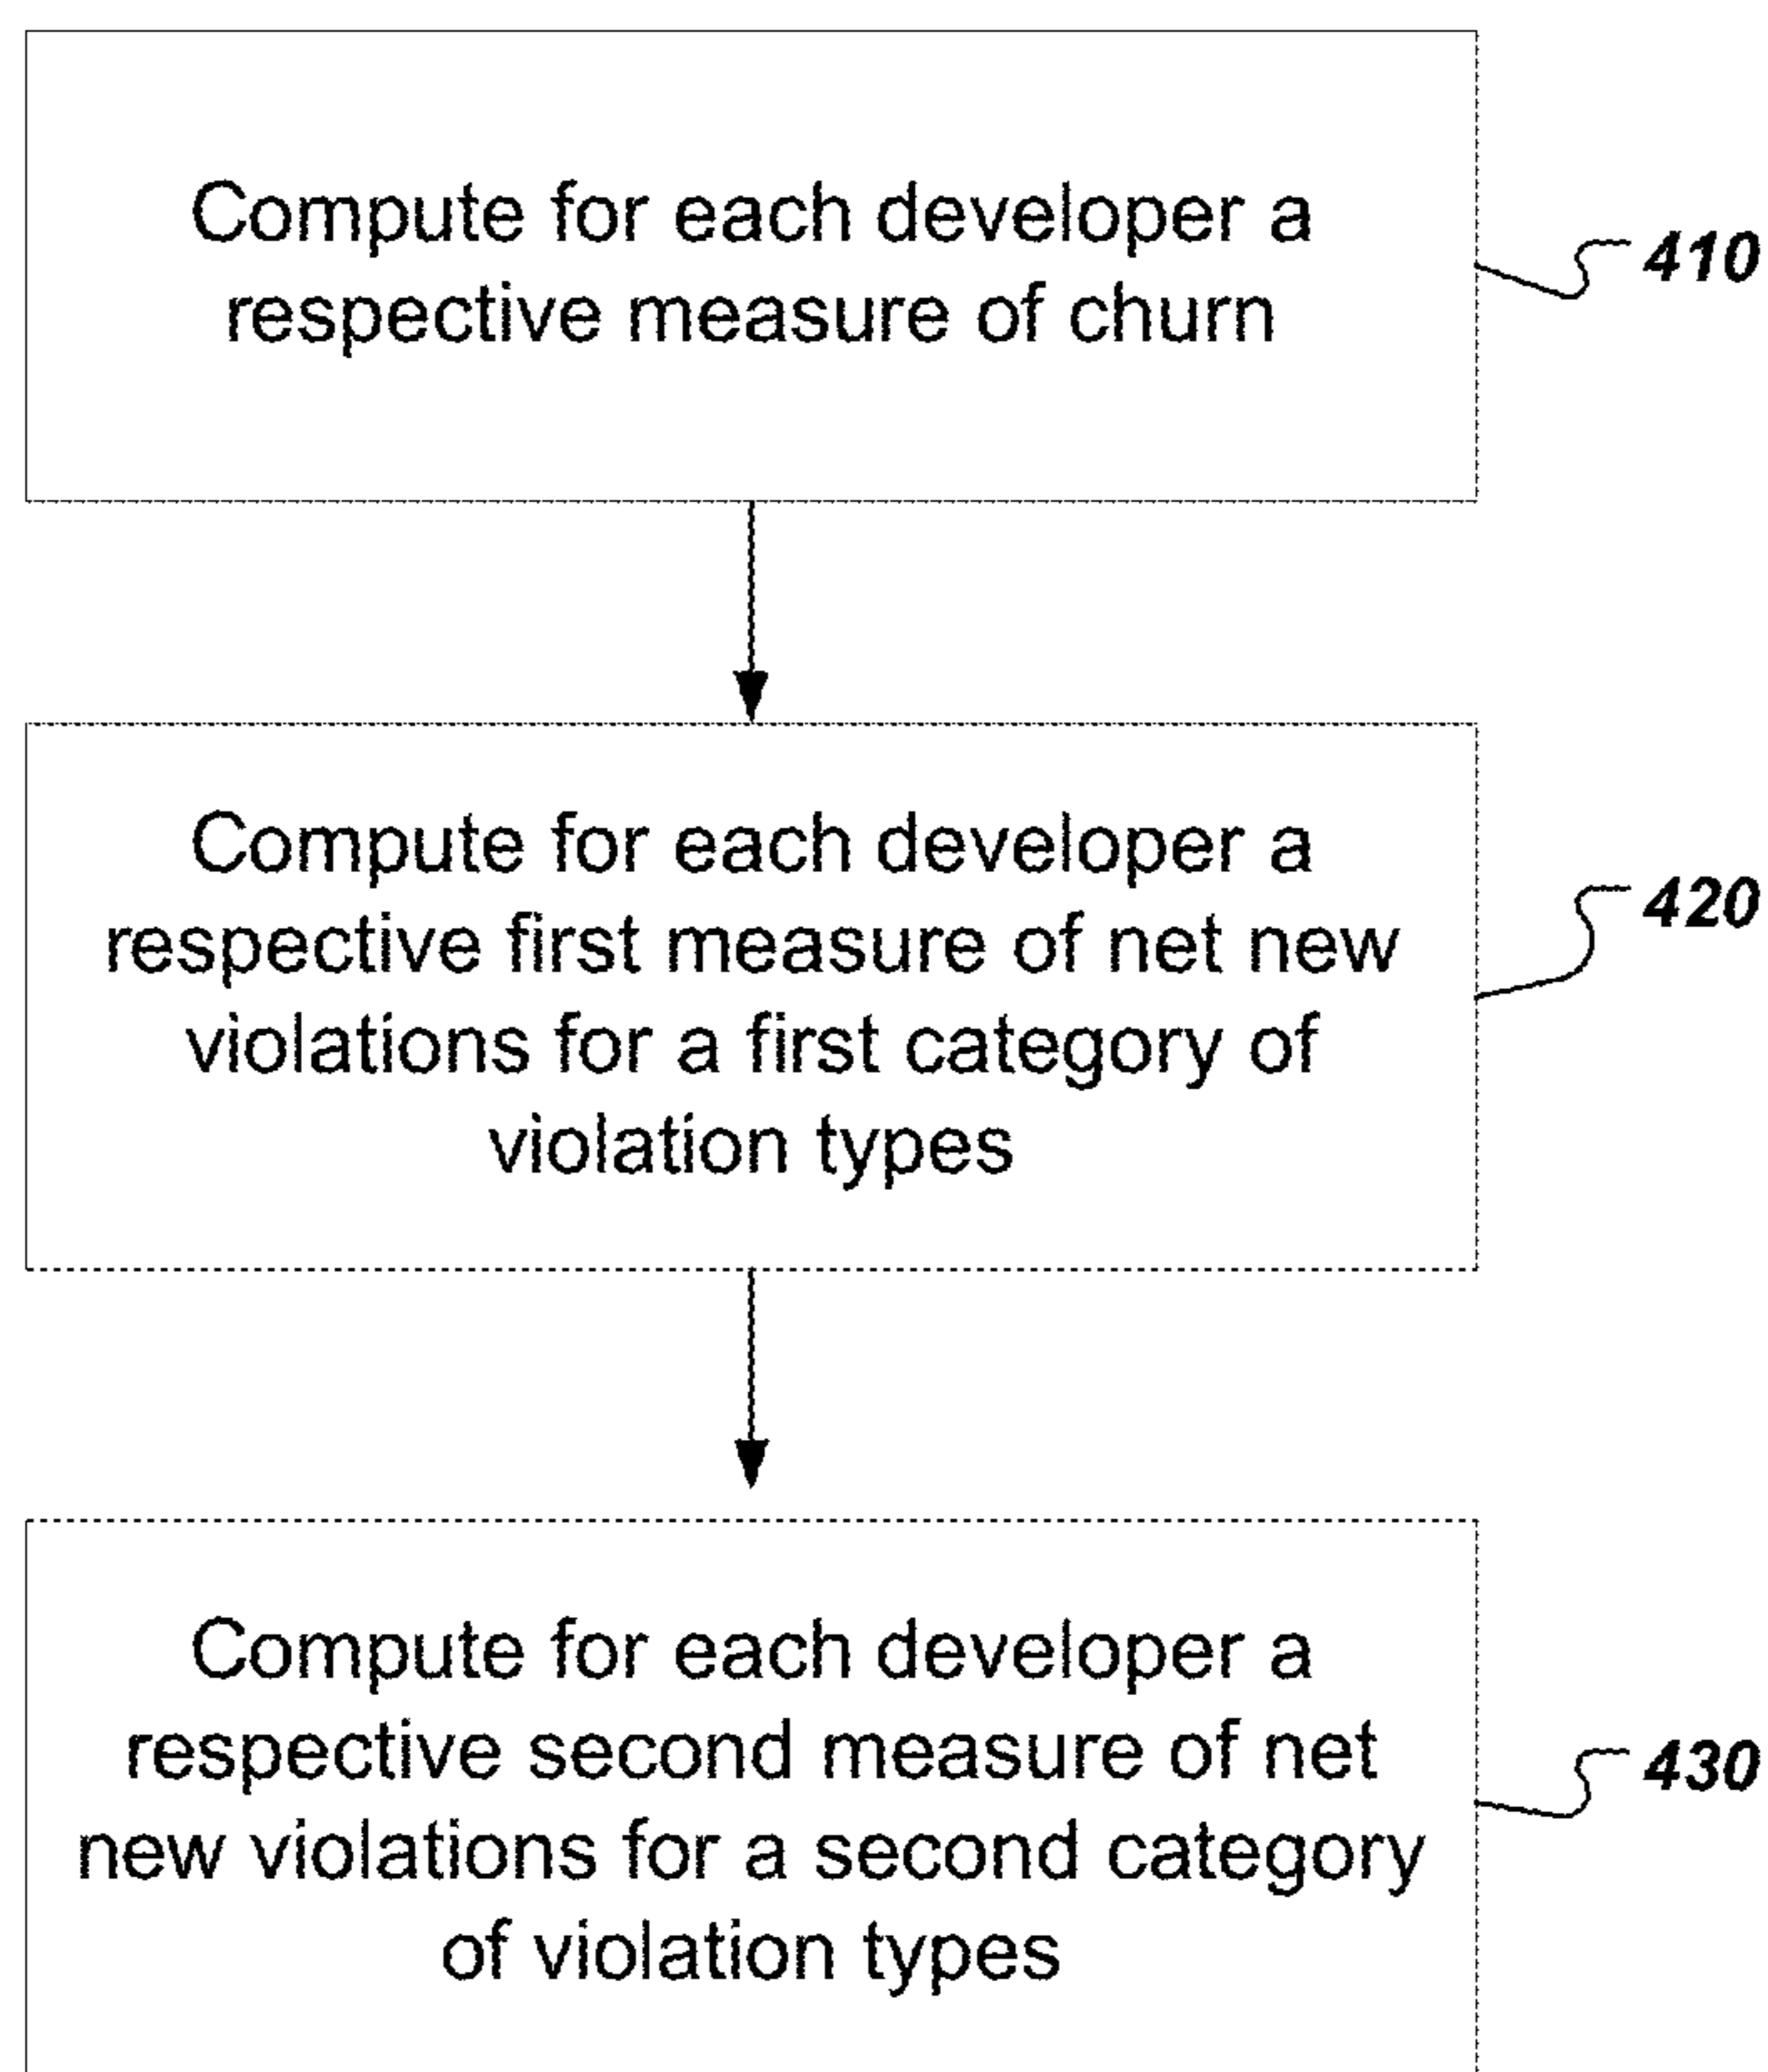 Compute for each developer a
respective measure of churn
410
Compute for each developer a
respective first measure of net new
violations for a first category of
violation types
420
Compute for each developer a
respective second measure of net
new violations for a second category
of violation types
430